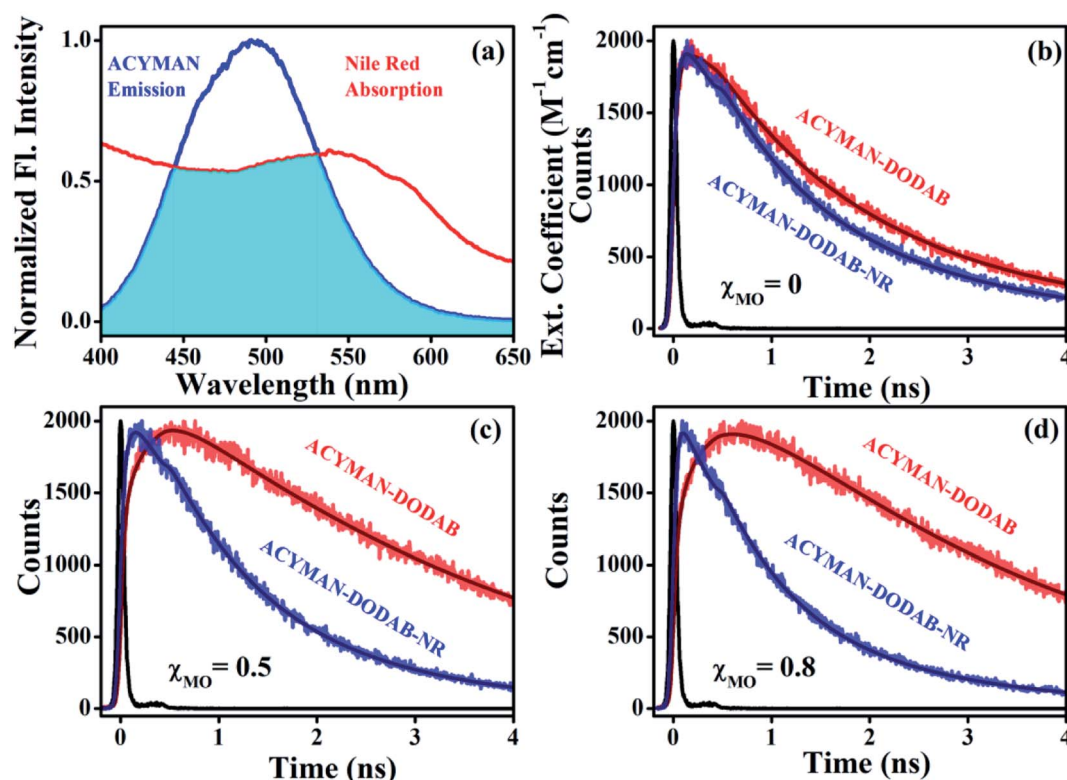 (a)
ACYMAN
Emission
Nile Red
Absorption
Normalized Fl. Intensity
Ext. Coefficient (M⁻¹cm⁻¹)
1.0
0.5
0.0
400 450 500 550 600 650
Wavelength (nm)
(b)
ACYMAN-DODAB
ACYMAN-DODAB-NR
χMO = 0
Counts
2000
1500
1000
500
0
0 1 2 3 4
Time (ns)
(c)
ACYMAN-DODAB
ACYMAN-DODAB-NR
χMO = 0.5
Counts
2000
1500
1000
500
0
0 1 2 3 4
Time (ns)
(d)
ACYMAN-DODAB
ACYMAN-DODAB-NR
χMO = 0.8
Counts
2000
1500
1000
500
0
0 1 2 3 4
Time (ns)